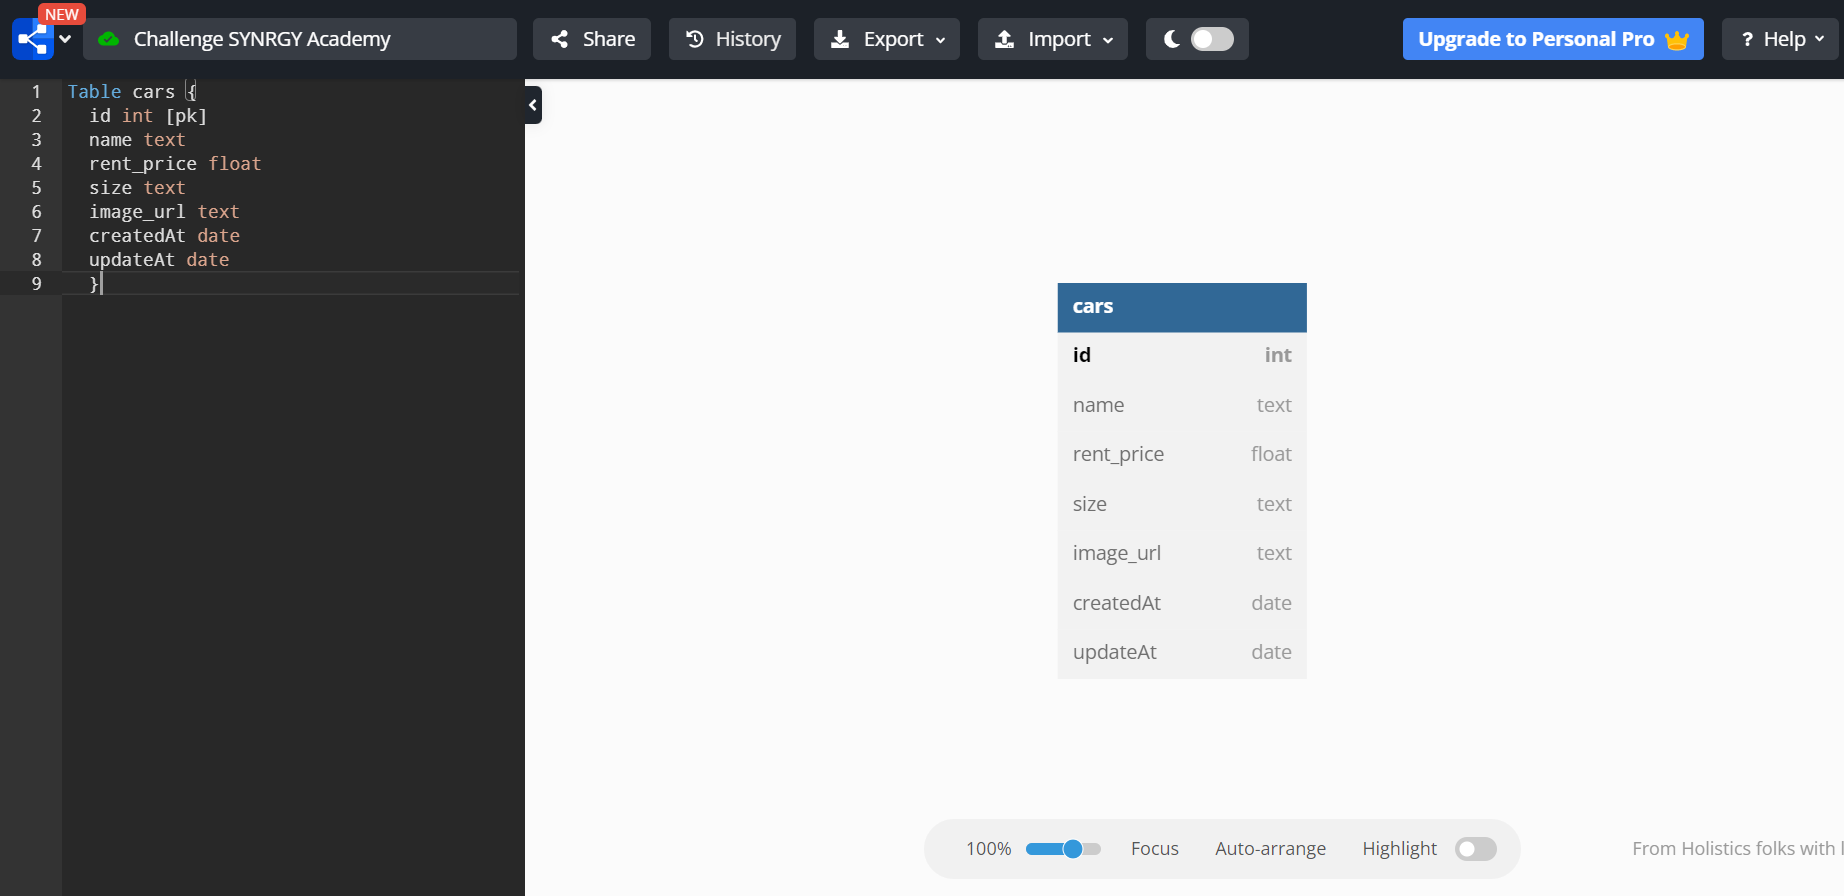 NEW
Challenge SYNRGY Academy
Share
History
Export
Import
Upgrade to Personal Pro
? Help
1 Table cars {
2 id int [pk]
3 name text
4 rent_price float
5 size text
6 image_url text
7 createdAt date
8 updateAt date
9 }
cars
id int
name text
rent_price float
size text
image_url text
createdAt date
updateAt date
100% Focus Auto-arrange Highlight
From Holistics folks with